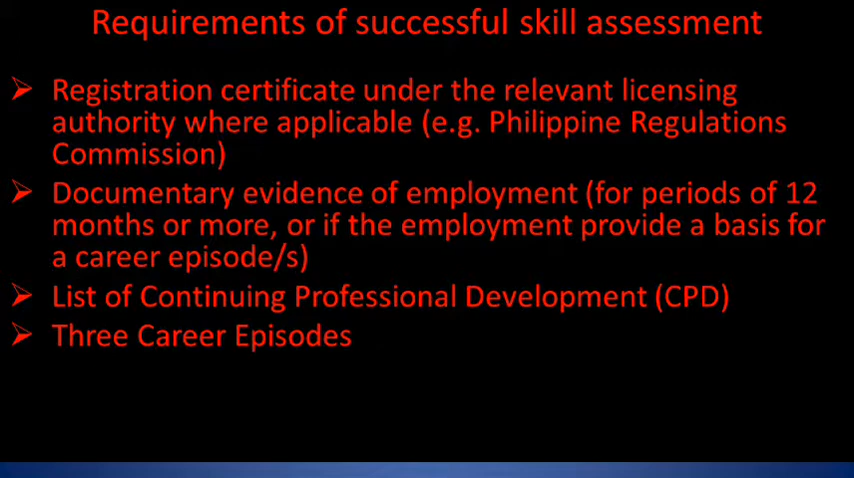 Requirements of successful skill assessment
➢ Registration certificate under the relevant licensing
authority where applicable (e.g. Philippine Regulations
Commission)
➢ Documentary evidence of employment (for periods of 12
months or more, or if the employment provide a basis for
a career episode/s)
➢ List of Continuing Professional Development (CPD)
➢ Three Career Episodes